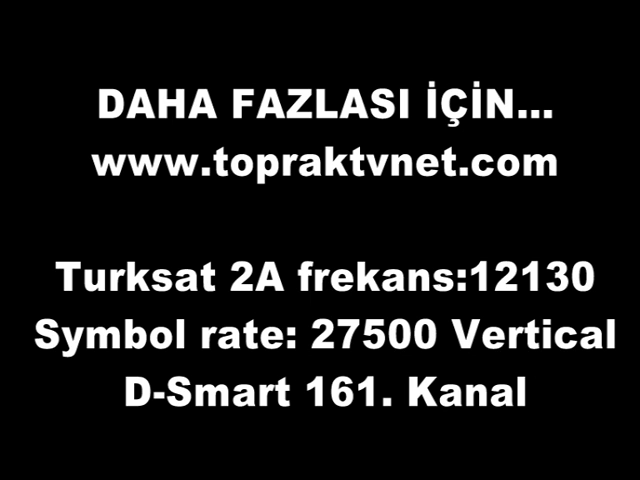 DAHA FAZLASI İÇİN...
www.topraktvnet.com
Turksat 2A frekans:12130
Symbol rate: 27500 Vertical
D-Smart 161. Kanal